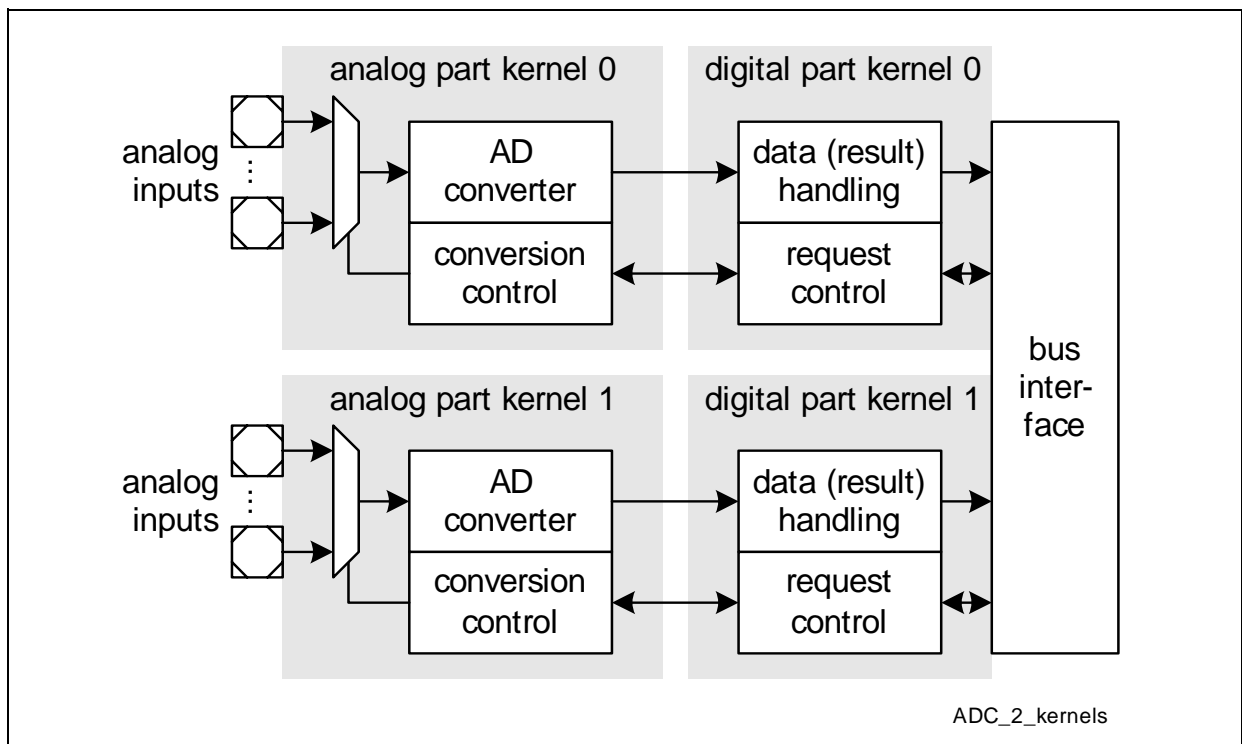 analog part kernel 0
digital part kernel 0
analog
inputs
AD
converter
conversion
control
data (result)
handling
request
control
bus
inter-
face
analog part kernel 1
digital part kernel 1
analog
inputs
AD
converter
conversion
control
data (result)
handling
request
control
ADC_2_kernels